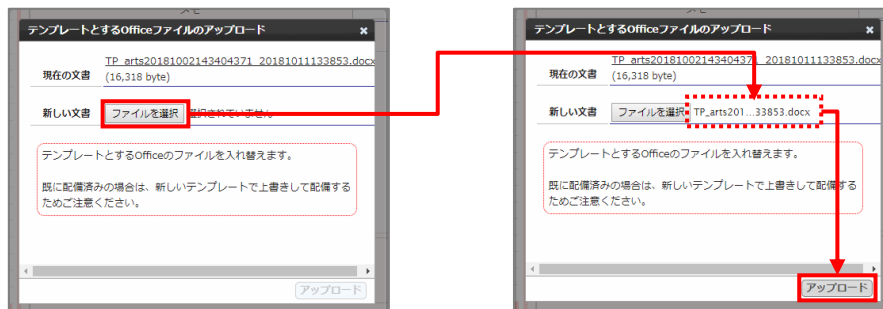 テンプレートとするOfficeファイルのアップロード ×
現在の文書
TP_arts20181002143404371_20181011133853.docx
(16,318 byte)
新しい文書 ファイルを選択 選択されていません
テンプレートとするOfficeのファイルを入れ替えます。
既に配備済みの場合は、新しいテンプレートで上書きして配備する
ためご注意ください。
アップロード
テンプレートとするOfficeファイルのアップロード ×
現在の文書
TP_arts20181002143404371_20181011133853.docx
(16,318 byte)
新しい文書 ファイルを選択 TP_arts201...33853.docx
テンプレートとするOfficeのファイルを入れ替えます。
既に配備済みの場合は、新しいテンプレートで上書きして配備する
ためご注意ください。
アップロード